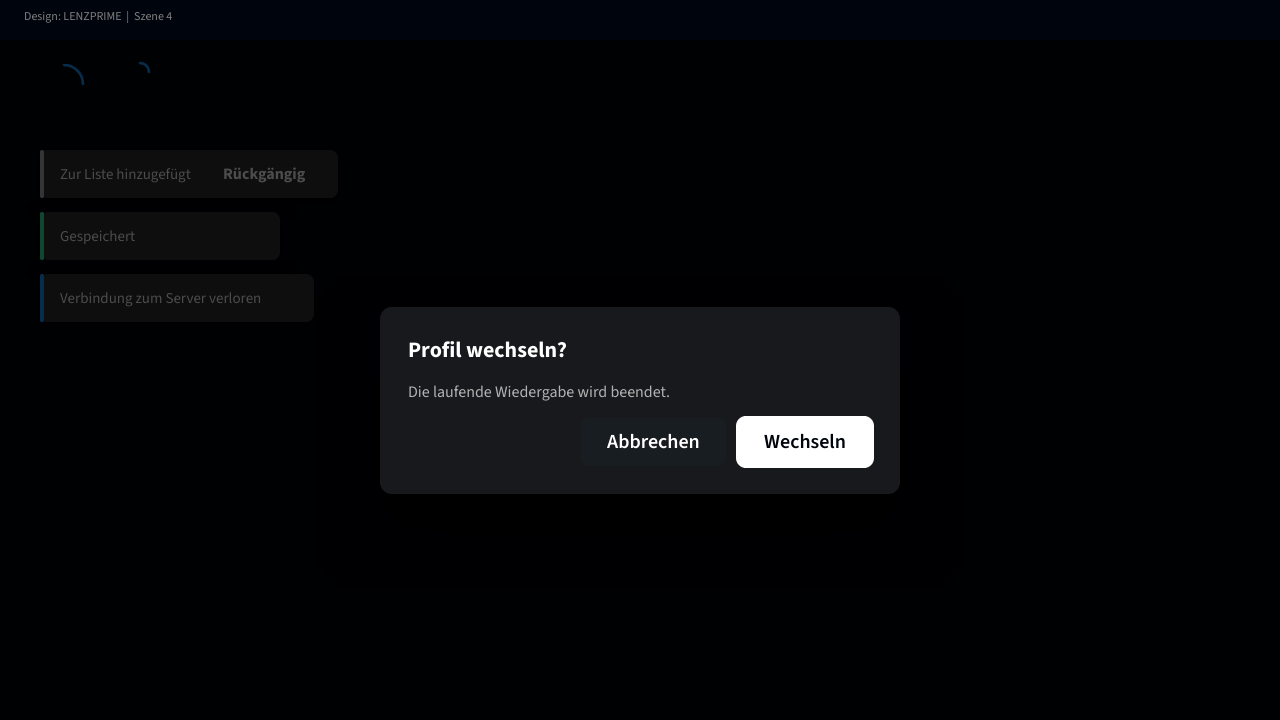 Design: LENZPRIME | Szene 4
Zur Liste hinzugefügt Rückgängig
Gespeichert
Verbindung zum Server verloren
Profil wechseln?
Die laufende Wiedergabe wird beendet.
Abbrechen Wechseln